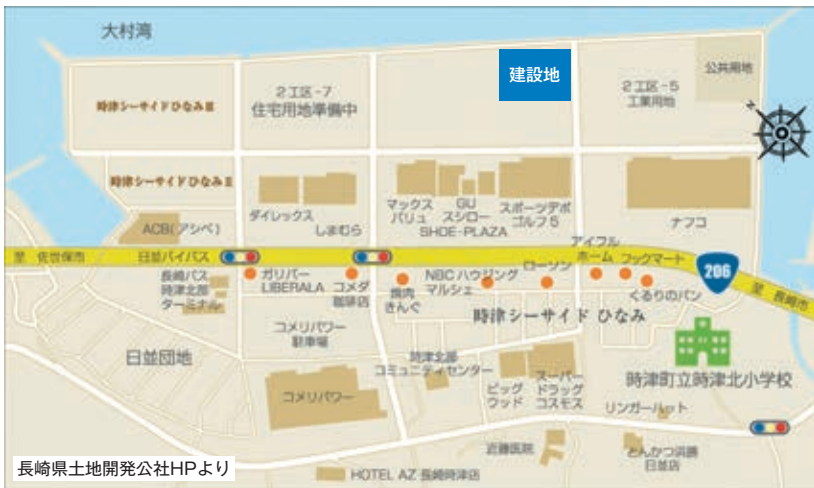 大村湾
建設地
公共用地
2工区-7
住宅用地準備中
2工区-5
工業用地
時津シーサイドひなみⅢ
時津シーサイドひなみⅡ
ダイレックス
しまむら
マックス
バリュ
GU
スシロー
SHOE-PLAZA
スポーツデポ
ゴルフ5
ナフコ
ACB(アシベ)
至 佐世保市
日並バイパス
アイフル
ホーム
フックマート
206
至 長崎市
長崎バス
時津北部
ターミナル
ガリバー
LIBERALA
コメダ
珈琲店
焼肉
きんぐ
NBCハウジング
マルシェ
ローソン
くるりのパン
時津シーサイド ひなみ
コメリパワー
駐車場
日並団地
時津北部
コミュニティセンター
コメリパワー
ビッグ
ウッド
スーパー
ドラッグ
コスモス
時津町立時津北小学校
リンガーハット
近藤医院
とんかつ浜勝
日並店
HOTEL AZ 長崎時津店
長崎県土地開発公社HPより